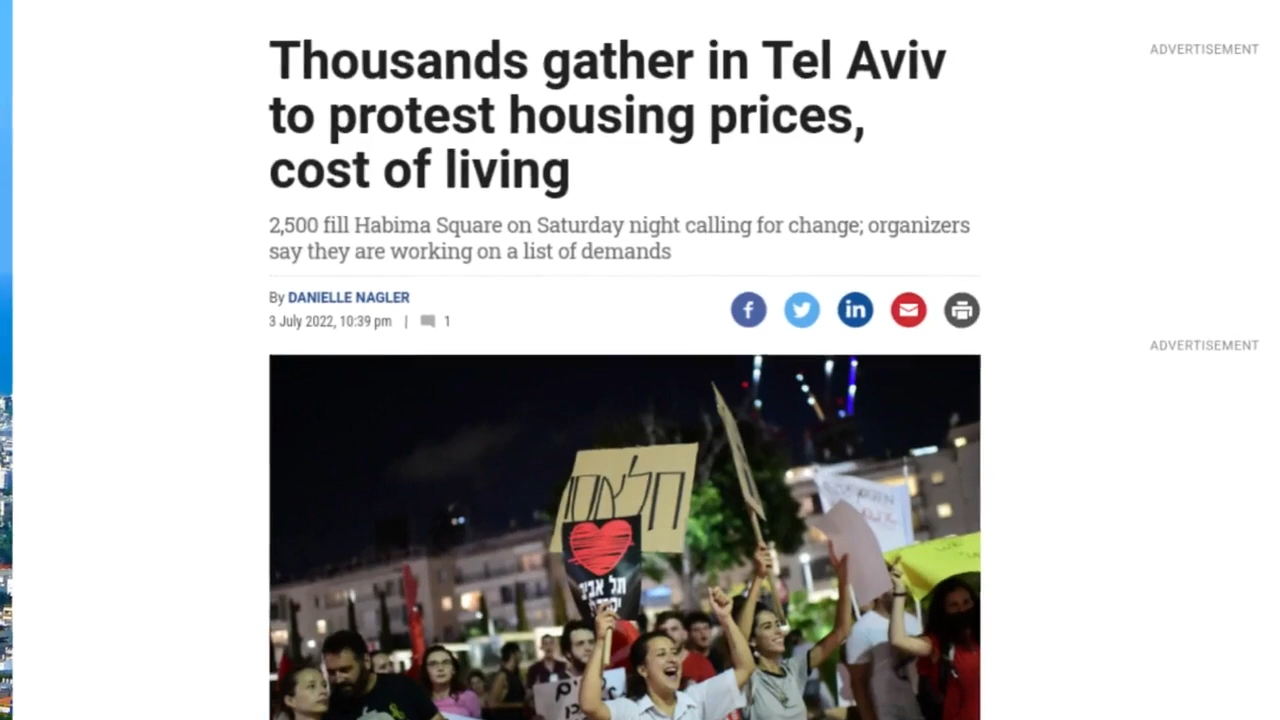 Thousands gather in Tel Aviv
to protest housing prices,
cost of living
2,500 fill Habima Square on Saturday night calling for change; organizers
say they are working on a list of demands
By DANIELLE NAGLER
3 July 2022, 10:39 pm | 1
ADVERTISEMENT
ADVERTISEMENT
תל אביב